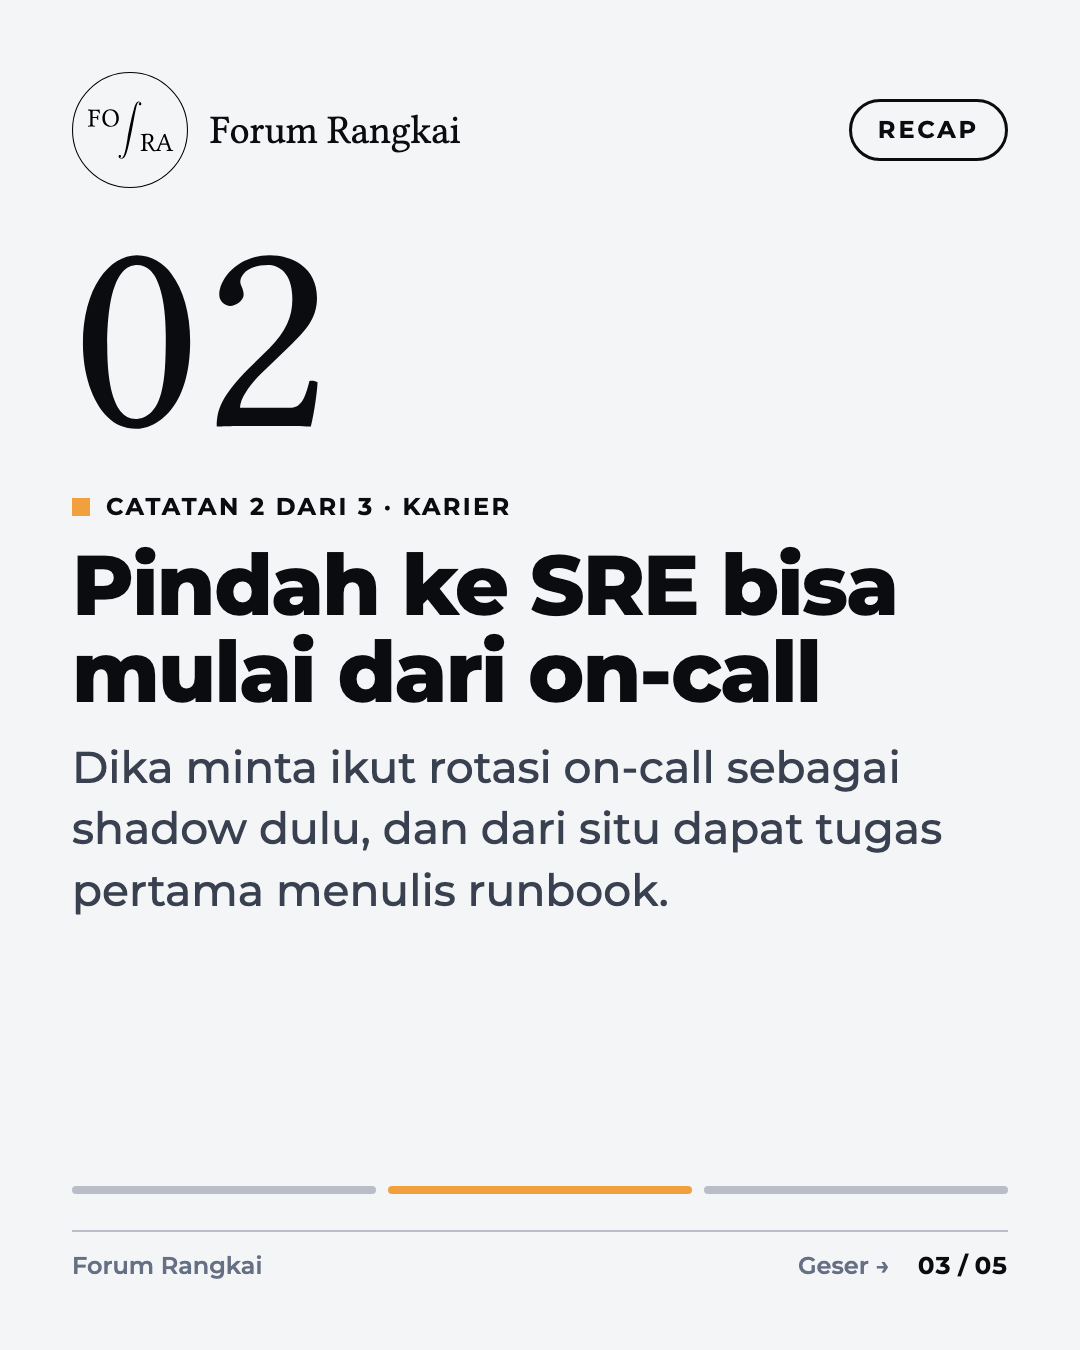 FO
RA
Forum Rangkai
RECAP
02
CATATAN 2 DARI 3 · KARIER
Pindah ke SRE bisa
mulai dari on-call
Dika minta ikut rotasi on-call sebagai
shadow dulu, dan dari situ dapat tugas
pertama menulis runbook.
Forum Rangkai
Geser → 03 / 05